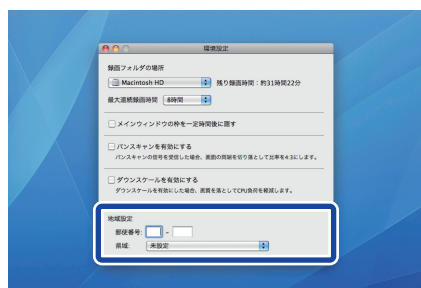 環境設定
録画フォルダの場所
Macintosh HD 残り録画時間：約31時間22分
最大連続録画時間 8時間
メインウィンドウの枠を一定時間後に隠す
パンスキャンを有効にする
パンスキャンの信号を受信した場合、画面の両端を切り落として比率を4:3にします。
ダウンスケールを有効にする
ダウンスケールを有効にした場合、画質を落としてCPU負荷を軽減します。
地域設定
郵便番号: -
県域: 未設定